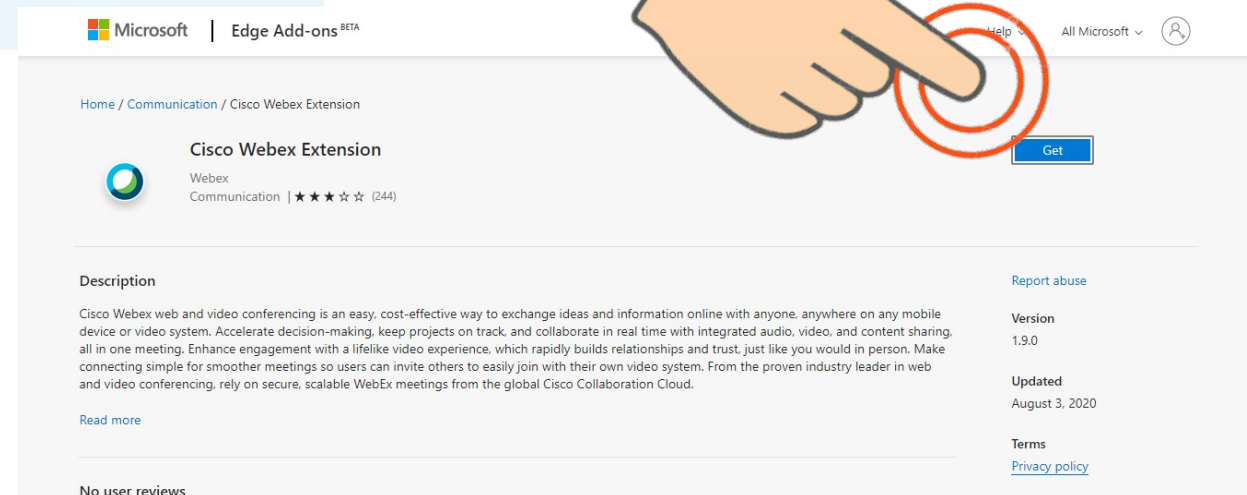 Microsoft | Edge Add-ons BETA
Help
All Microsoft
Home / Communication / Cisco Webex Extension
Cisco Webex Extension
Get
Webex
Communication | ★ ★ ★ ☆ ☆ (244)
Description
Cisco Webex web and video conferencing is an easy, cost-effective way to exchange ideas and information online with anyone, anywhere on any mobile
device or video system. Accelerate decision-making, keep projects on track, and collaborate in real time with integrated audio, video, and content sharing,
all in one meeting. Enhance engagement with a lifelike video experience, which rapidly builds relationships and trust, just like you would in person. Make
connecting simple for smoother meetings so users can invite others to easily join with their own video system. From the proven industry leader in web
and video conferencing, rely on secure, scalable WebEx meetings from the global Cisco Collaboration Cloud.
Read more
No user reviews
Report abuse
Version
1.9.0
Updated
August 3, 2020
Terms
Privacy policy